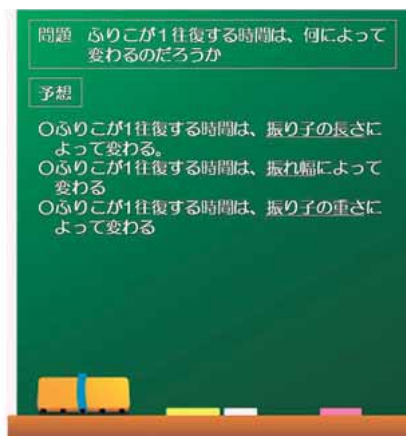 問題　ふりこが1往復する時間は、何によって
変わるのだろうか
予想
○ふりこが1往復する時間は、振り子の長さに
よって変わる。
○ふりこが1往復する時間は、振れ幅によって
変わる
○ふりこが1往復する時間は、振り子の重さに
よって変わる